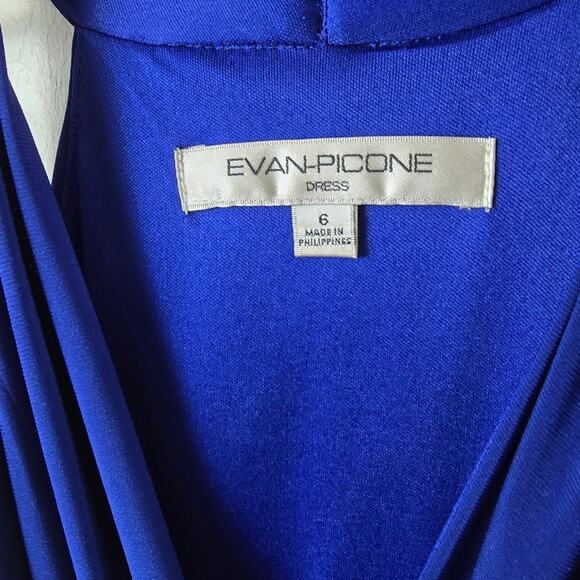 EVAN-PICONE
DRESS
6
MADE IN
PHILIPPINES